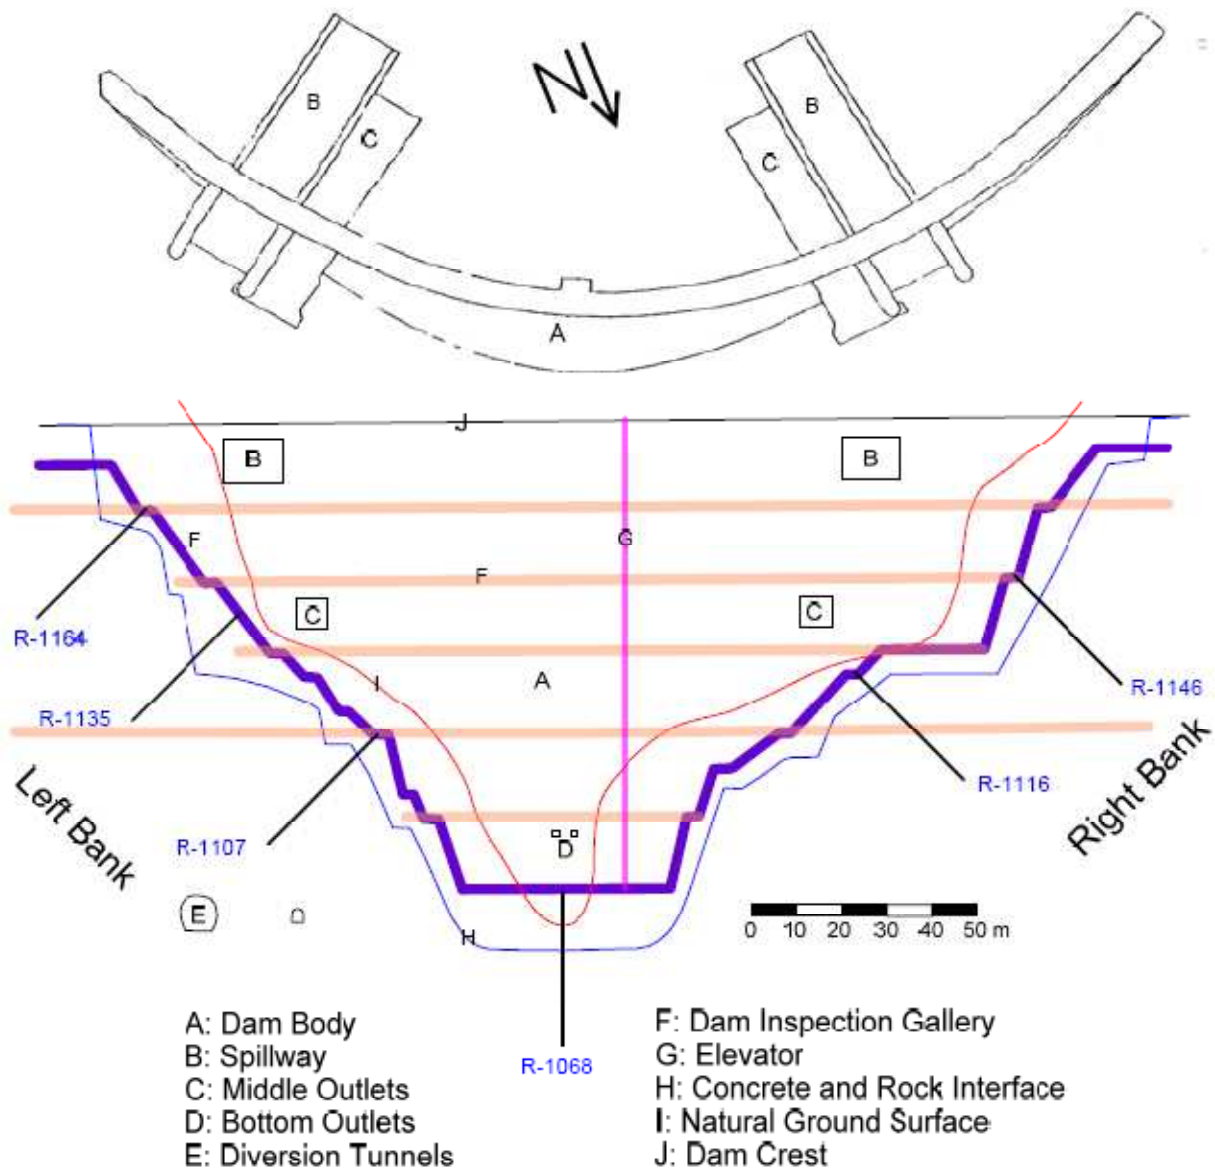 B
C
N
B
C
A
J
B
B
F
G
F
C
C
R-1164
I
A
R-1146
R-1135
R-1116
Left Bank
Right Bank
R-1107
D
E
H
0 10 20 30 40 50 m
A: Dam Body
B: Spillway
C: Middle Outlets
D: Bottom Outlets
E: Diversion Tunnels
R-1068
F: Dam Inspection Gallery
G: Elevator
H: Concrete and Rock Interface
I: Natural Ground Surface
J: Dam Crest